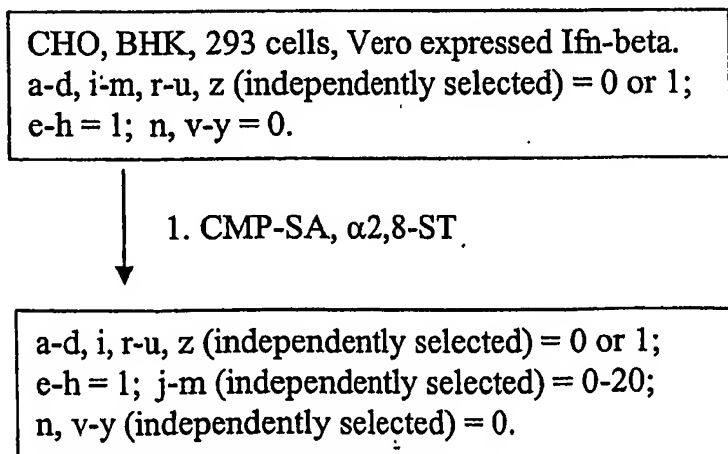 CHO, BHK, 293 cells, Vero expressed Ifn-beta.
a-d, i-m, r-u, z (independently selected) = 0 or 1;
e-h = 1; n, v-y = 0.
1. CMP-SA, α2,8-ST
a-d, i, r-u, z (independently selected) = 0 or 1;
e-h = 1; j-m (independently selected) = 0-20;
n, v-y (independently selected) = 0.